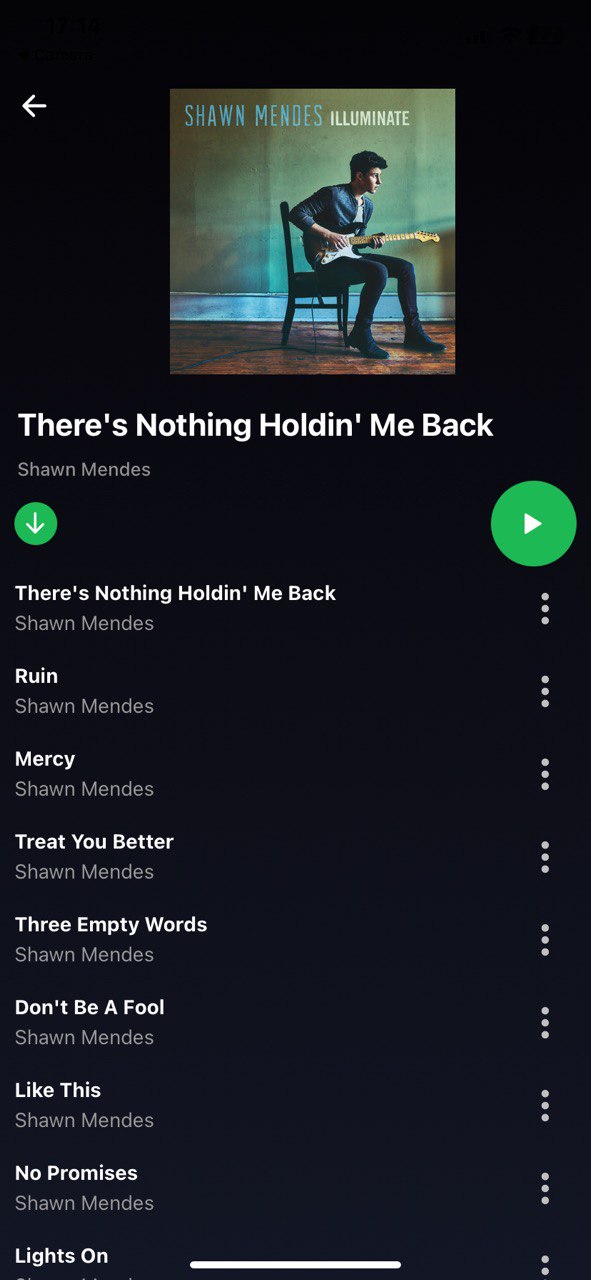 17:14
Camera
SHAWN MENDES ILLUMINATE
There's Nothing Holdin' Me Back
Shawn Mendes
There's Nothing Holdin' Me Back
Shawn Mendes
Ruin
Shawn Mendes
Mercy
Shawn Mendes
Treat You Better
Shawn Mendes
Three Empty Words
Shawn Mendes
Don't Be A Fool
Shawn Mendes
Like This
Shawn Mendes
No Promises
Shawn Mendes
Lights On